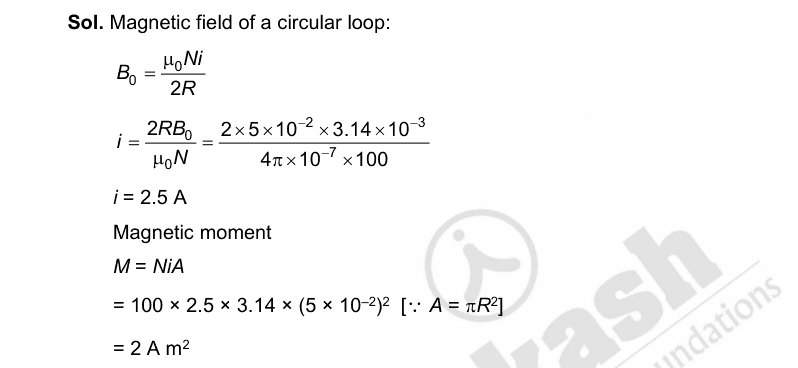 Sol. Magnetic field of a circular loop:
B₀ = μ₀Ni / 2R
i = 2RB₀ / μ₀N = 2 × 5 × 10⁻² × 3.14 × 10⁻³ / 4π × 10⁻⁷ × 100
i = 2.5 A
Magnetic moment
M = NiA
= 100 × 2.5 × 3.14 × (5 × 10⁻²)² [∵ A = πR²]
= 2 A m²
kash
undations